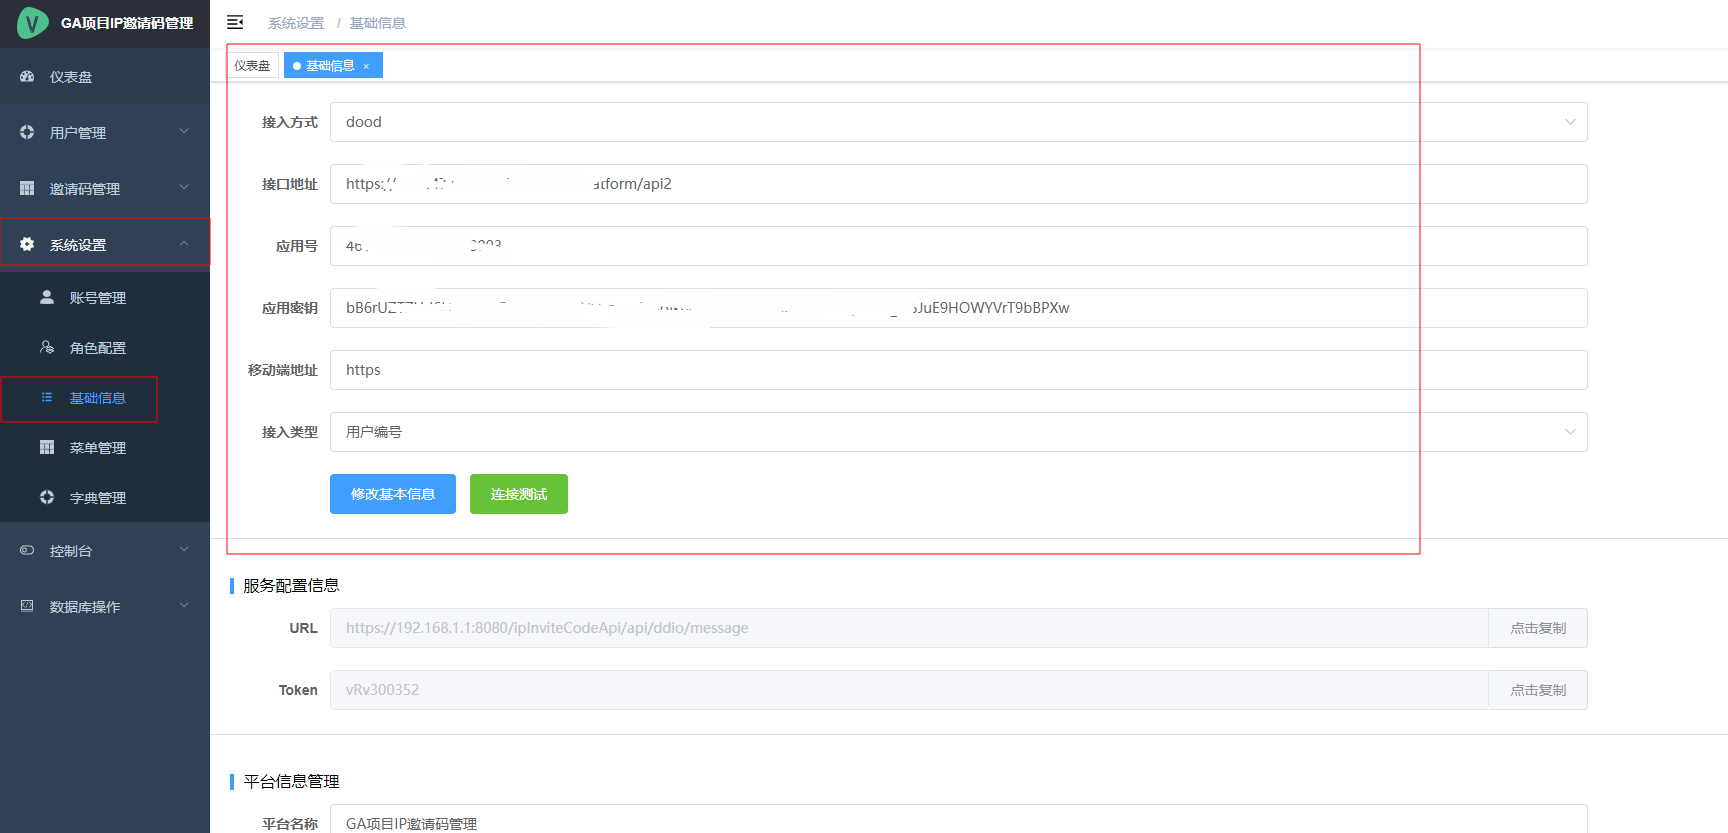 GA项目IP邀请码管理
系统设置 / 基础信息
仪表盘
基础信息 ×
仪表盘
用户管理
邀请码管理
系统设置
账号管理
角色配置
基础信息
菜单管理
字典管理
控制台
数据库操作
接入方式 dood
接口地址 https:/ atform/api2
应用号
应用密钥 JuE9HOWYVrT9bBPXw
移动端地址 https
接入类型 用户编号
修改基本信息 连接测试
服务配置信息
URL https://192.168.1.1:8080/ipInviteCodeApi/api/ddio/message 点击复制
Token vRv300352 点击复制
平台信息管理
平台名称 GA项目IP邀请码管理